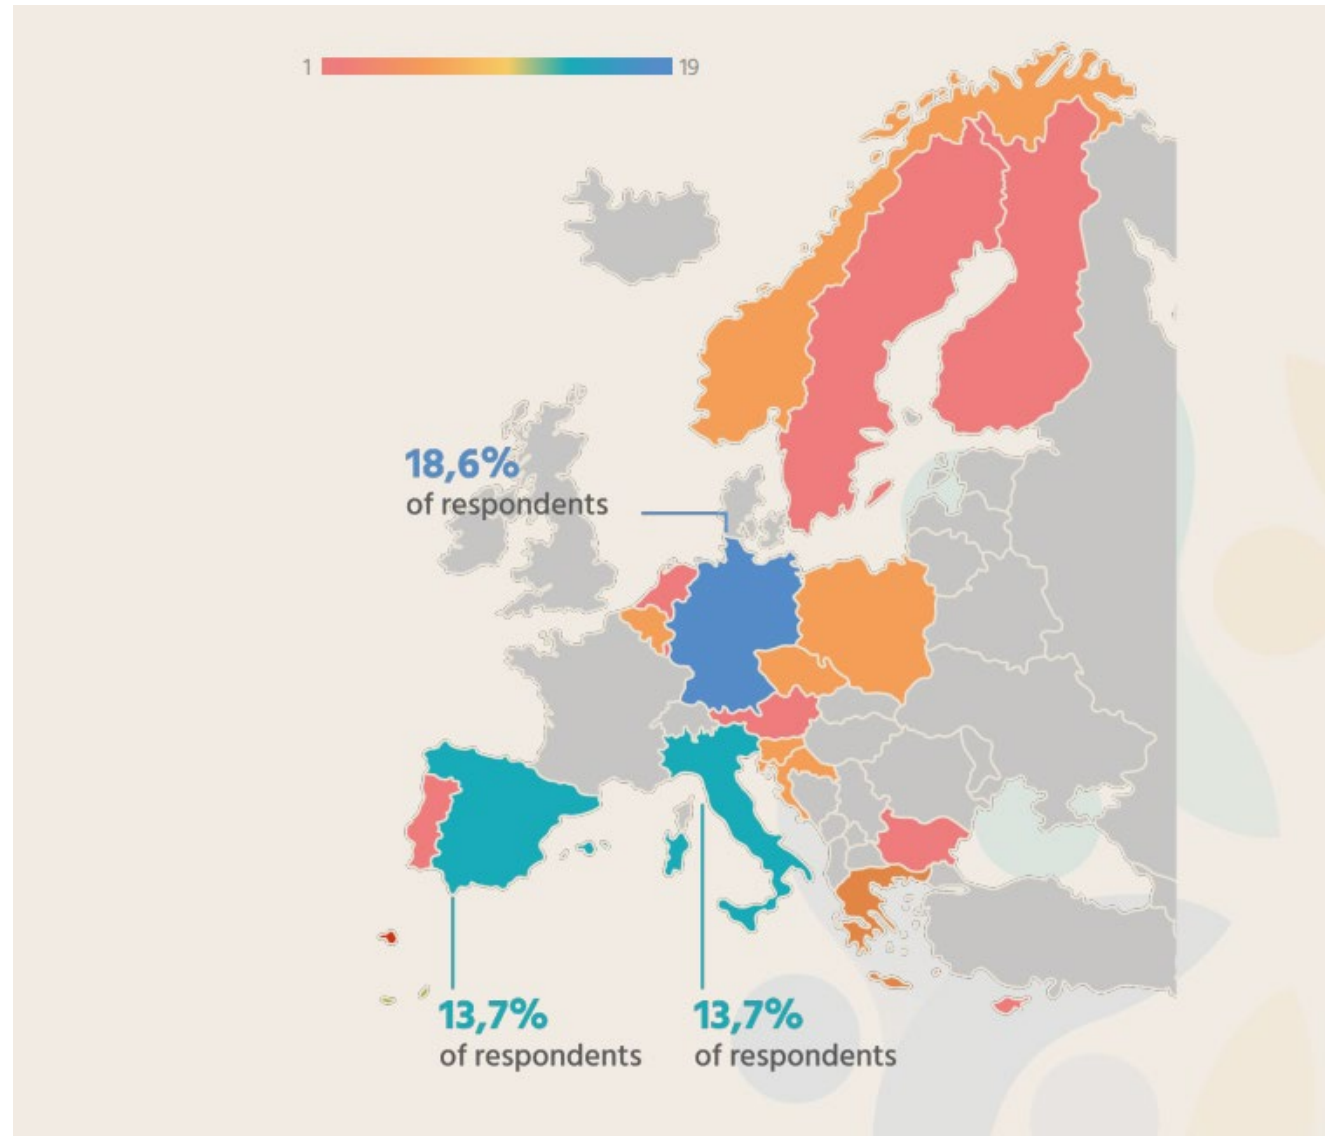 1
19
18,6%
of respondents
13,7%
of respondents
13,7%
of respondents